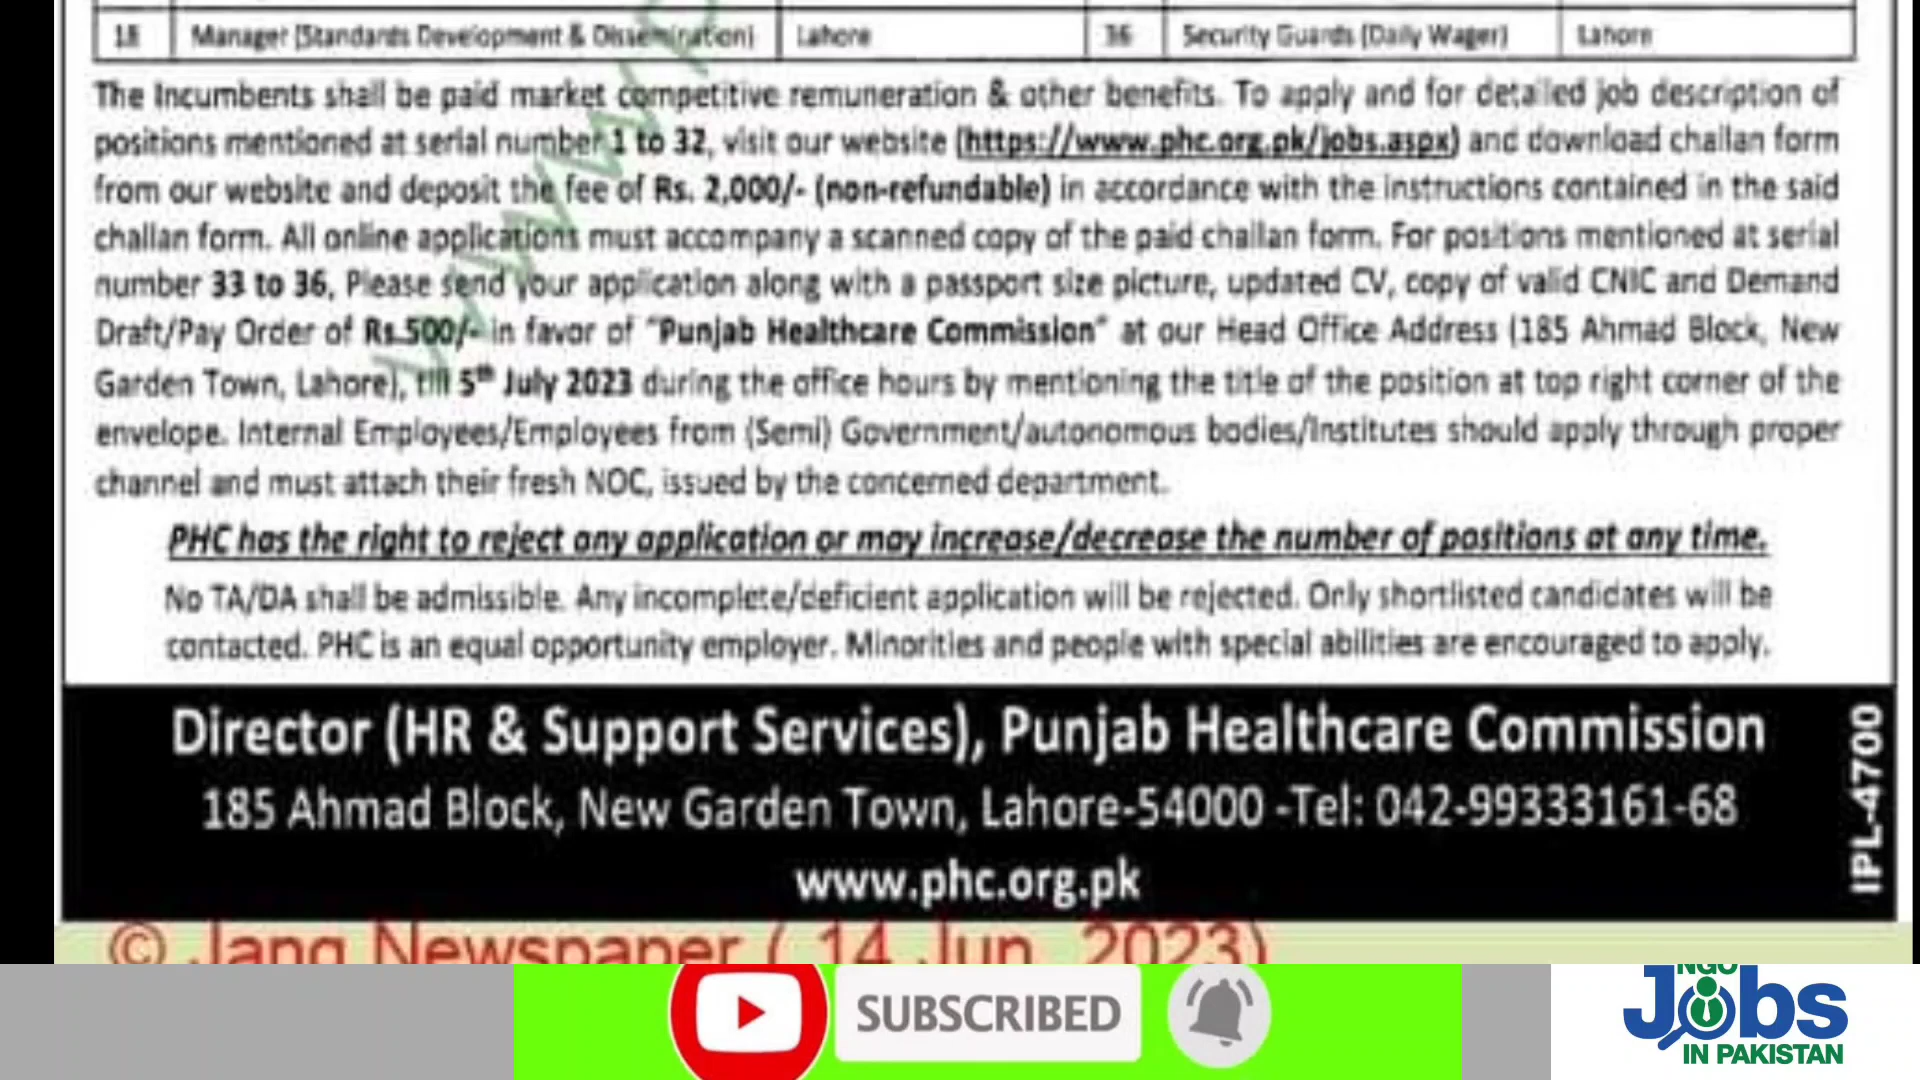 18 Manager (Standards Development & Dissemination) Lahore 36 Security Guards (Daily Wager) Lahore
The Incumbents shall be paid market competitive remuneration & other benefits. To apply and for detailed job description of
positions mentioned at serial number 1 to 32, visit our website (https://www.phc.org.pk/jobs.aspx) and download challan form
from our website and deposit the fee of Rs. 2,000/- (non-refundable) in accordance with the instructions contained in the said
challan form. All online applications must accompany a scanned copy of the paid challan form. For positions mentioned at serial
number 33 to 36, Please send your application along with a passport size picture, updated CV, copy of valid CNIC and Demand
Draft/Pay Order of Rs.500/- in favor of "Punjab Healthcare Commission" at our Head Office Address (185 Ahmad Block, New
Garden Town, Lahore), till 5th July 2023 during the office hours by mentioning the title of the position at top right corner of the
envelope. Internal Employees/Employees from (Semi) Government/autonomous bodies/Institutes should apply through proper
channel and must attach their fresh NOC, issued by the concerned department.
PHC has the right to reject any application or may increase/decrease the number of positions at any time.
No TA/DA shall be admissible. Any incomplete/deficient application will be rejected. Only shortlisted candidates will be
contacted. PHC is an equal opportunity employer. Minorities and people with special abilities are encouraged to apply.
Director (HR & Support Services), Punjab Healthcare Commission
185 Ahmad Block, New Garden Town, Lahore-54000 -Tel: 042-99333161-68
www.phc.org.pk
IPL-4700
© Jang Newspaper ( 14 Jun, 2023)
SUBSCRIBED
NGO
Jobs
IN PAKISTAN